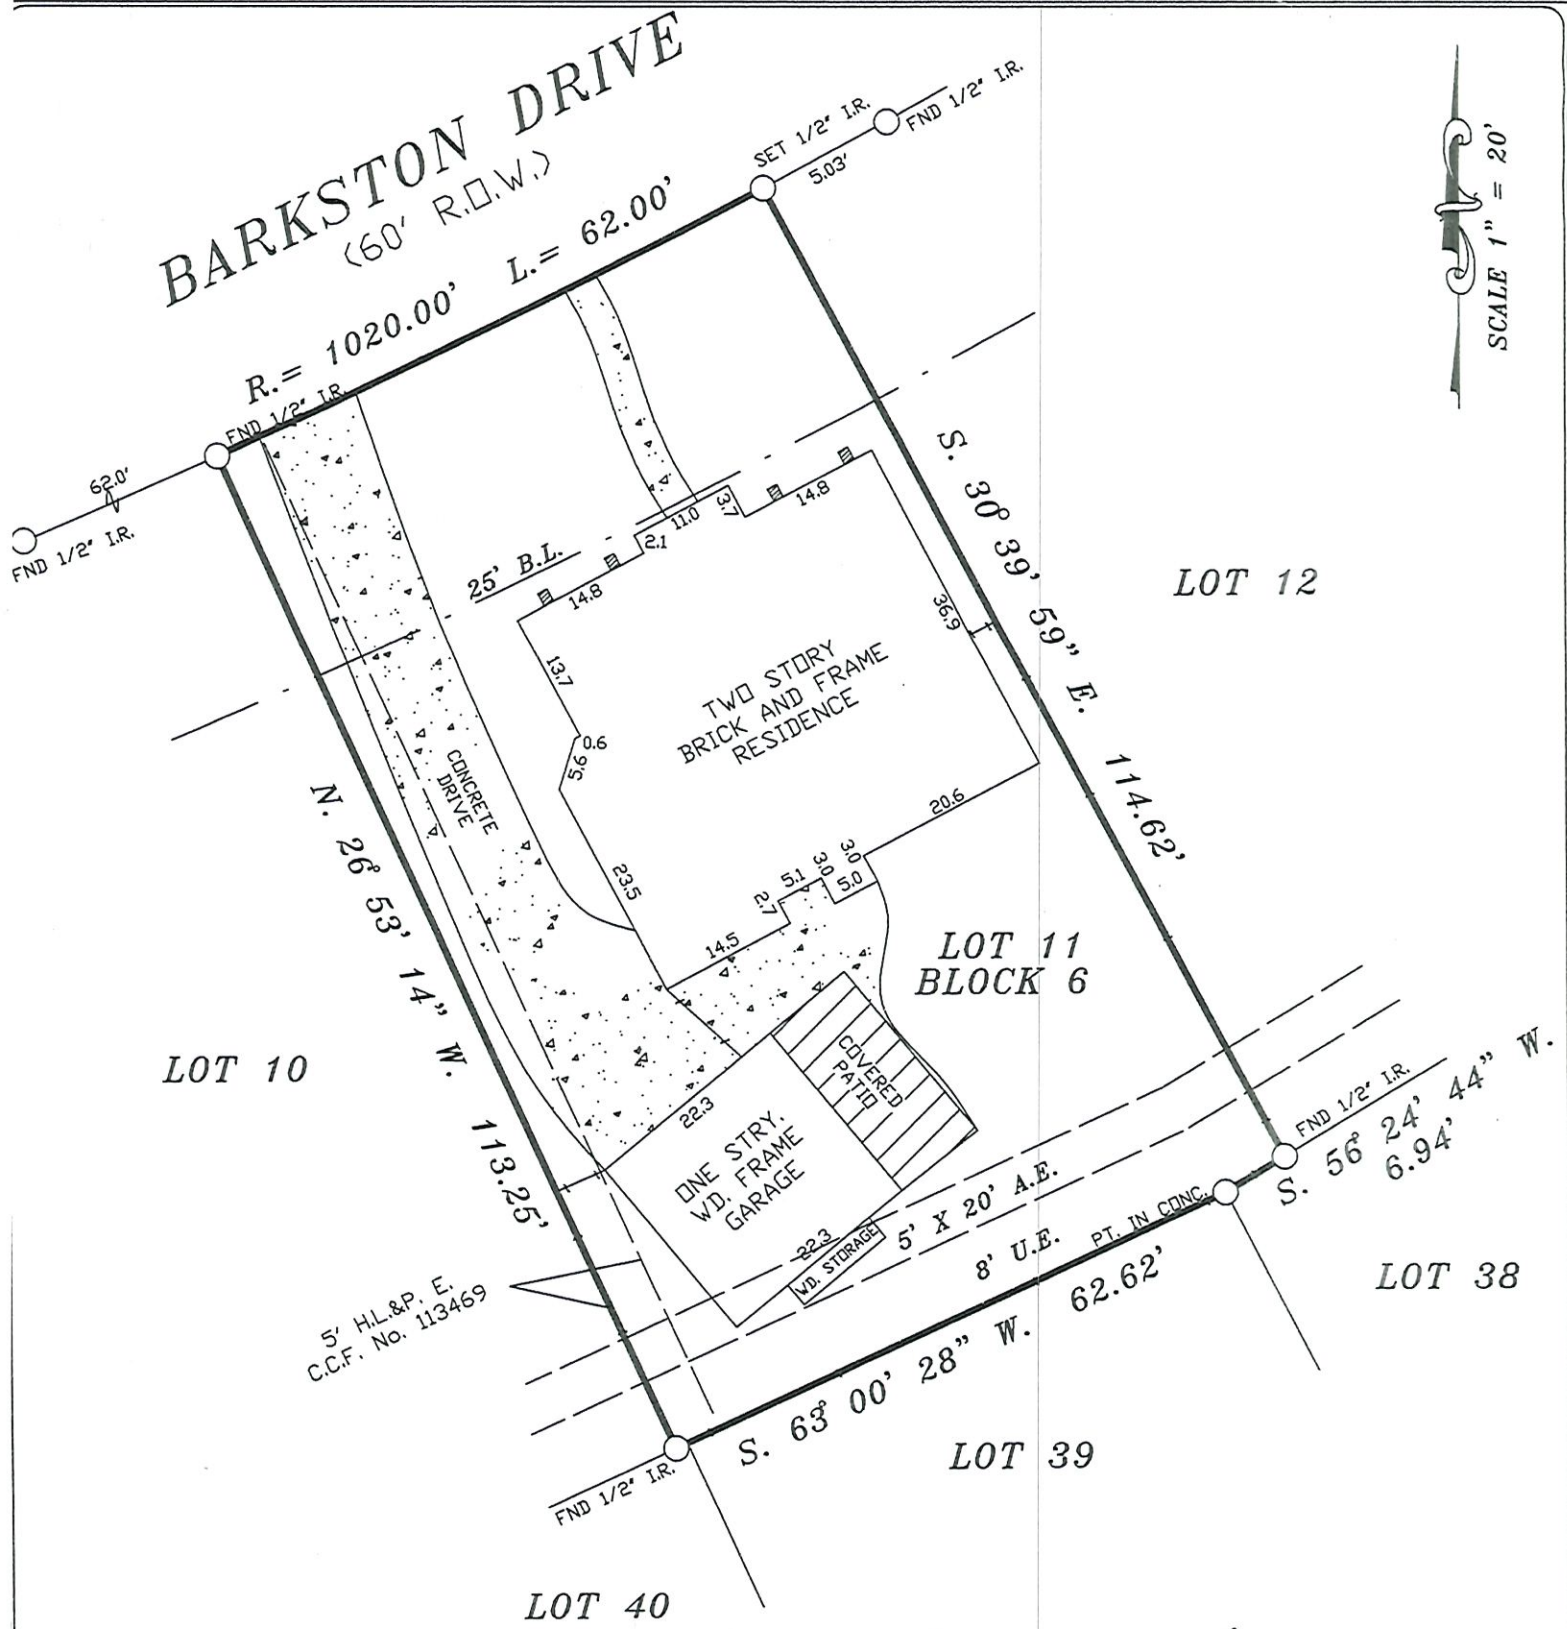 BARKSTON DRIVE
(60' R.O.W.)
SET 1/2" I.R.
FND 1/2" I.R.
5.03'
SCALE 1" = 20'
R.= 1020.00' L.= 62.00'
FND 1/2" I.R.
62.0'
FND 1/2" I.R.
25' B.L.
14.8
2.1
11.0
3.7
14.8
S. 30° 39' 59" E. 114.62'
LOT 12
36.9
13.7
0.6
5.6
TWO STORY
BRICK AND FRAME
RESIDENCE
CONCRETE
DRIVE
N. 26° 53' 14" W. 113.25'
23.5
20.6
3.0
3.0
5.0
5.1
2.7
14.5
LOT 11
BLOCK 6
LOT 10
COVERED
PATIO
22.3
ONE STRY.
WD. FRAME
GARAGE
22.3
WD. STORAGE
5' X 20' A.E.
8' U.E.
PT. IN CONC.
FND 1/2" I.R.
S. 56° 24' 44" W.
6.94'
5' H.L.&P. E.
C.C.F. No. 113469
S. 63° 00' 28" W. 62.62'
LOT 38
LOT 39
FND 1/2" I.R.
LOT 40